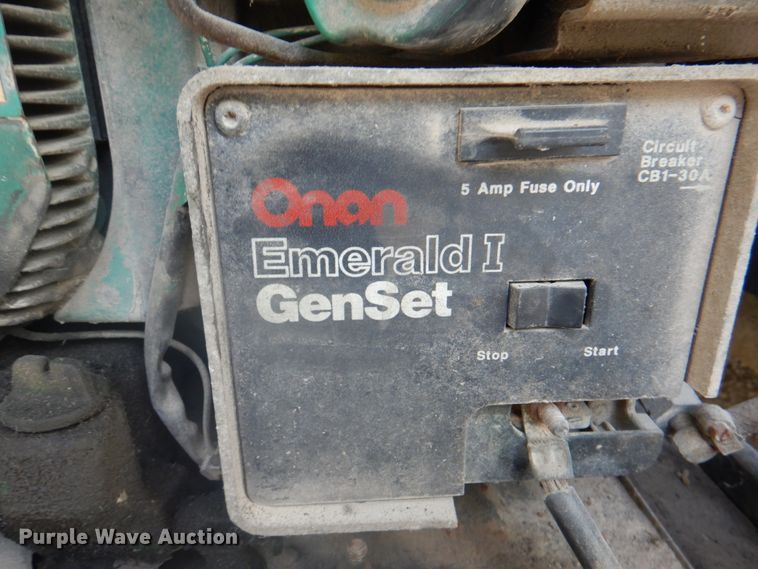 Circuit
Breaker
CB1-30A
5 Amp Fuse Only
Onan
Emerald I
GenSet
Stop
Start
Purple Wave Auction